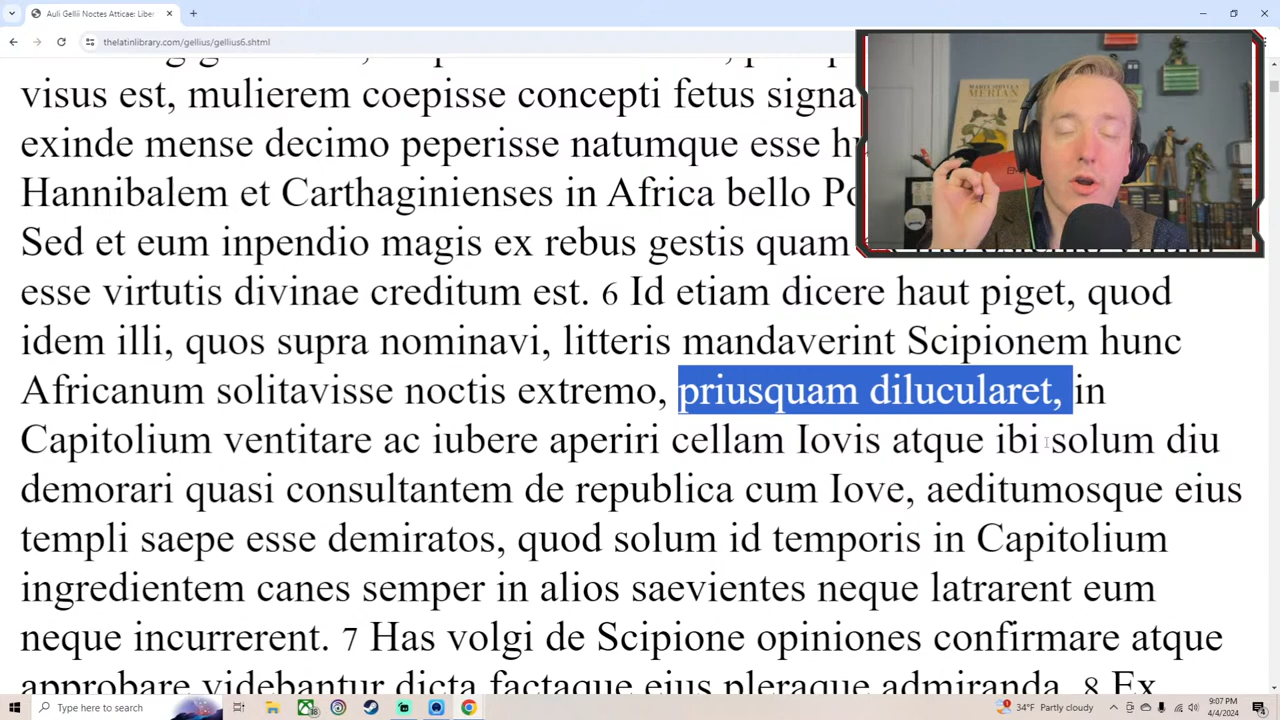 Auli Gellii Noctes Atticae: Liber
thelatinlibrary.com/gellius/gellius6.shtml
visus est, mulierem coepisse concepti fetus signa
exinde mense decimo peperisse natumque esse
Hannibalem et Carthaginienses in Africa bello
Sed et eum inpendio magis ex rebus gestis quam
esse virtutis divinae creditum est. 6 Id etiam dicere haut piget, quod
idem illi, quos supra nominavi, litteris mandaverint Scipionem hunc
Africanum solitavisse noctis extremo, priusquam dilucularet, in
Capitolium ventitare ac iubere aperiri cellam Iovis atque ibi solum diu
demorari quasi consultantem de republica cum Iove, aeditumosque eius
templi saepe esse demiratos, quod solum id temporis in Capitolium
ingredientem canes semper in alios saevientes neque latrarent eum
neque incurrerent. 7 Has volgi de Scipione opiniones confirmare atque
approbare videbantur dicta factaque eius pleraque admiranda. 8 Ex
MERIAN
Type here to search
34°F Partly cloudy
9:07 PM
4/4/2024